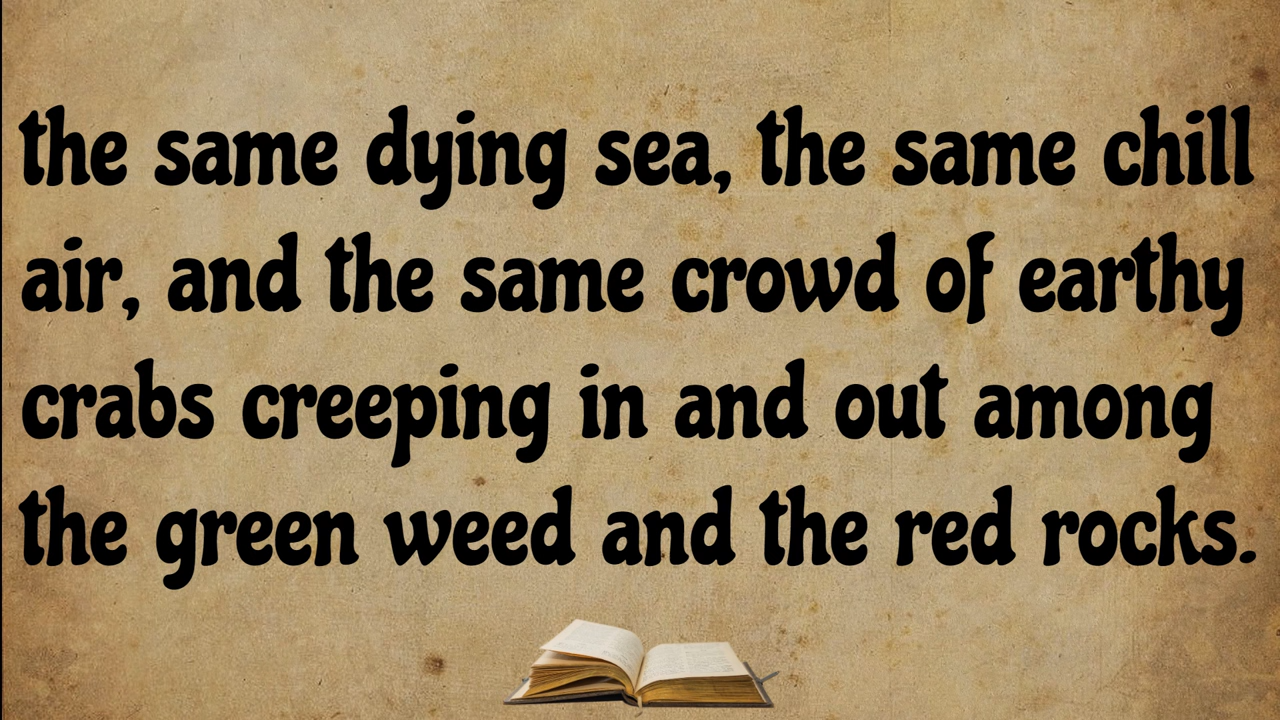 the same dying sea, the same chill
air, and the same crowd of earthy
crabs creeping in and out among
the green weed and the red rocks.